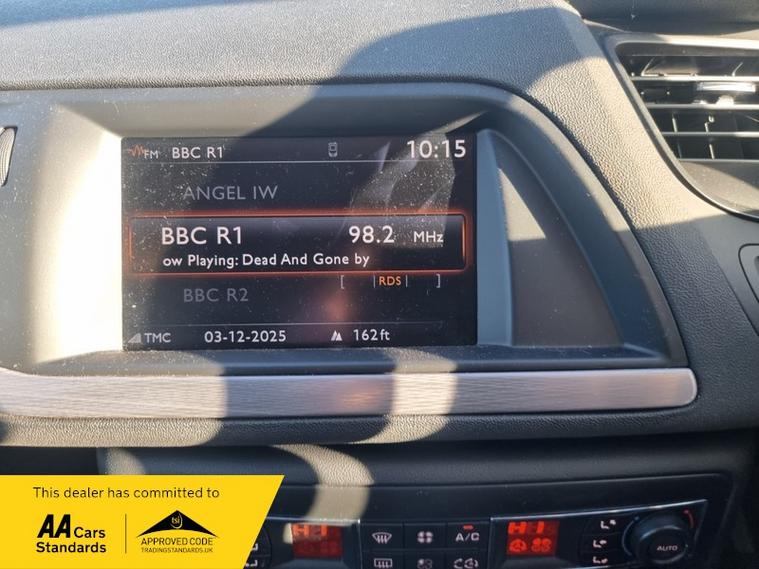 FM BBC R1 10:15
ANGEL IW
BBC R1 98.2 MHz
ow Playing: Dead And Gone by
[ |RDS| ]
BBC R2
TMC 03-12-2025 162ft
This dealer has committed to
AA Cars
Standards
tsi
APPROVED CODE
TRADINGSTANDARDS.UK
HI
A/C
HI
AUTO